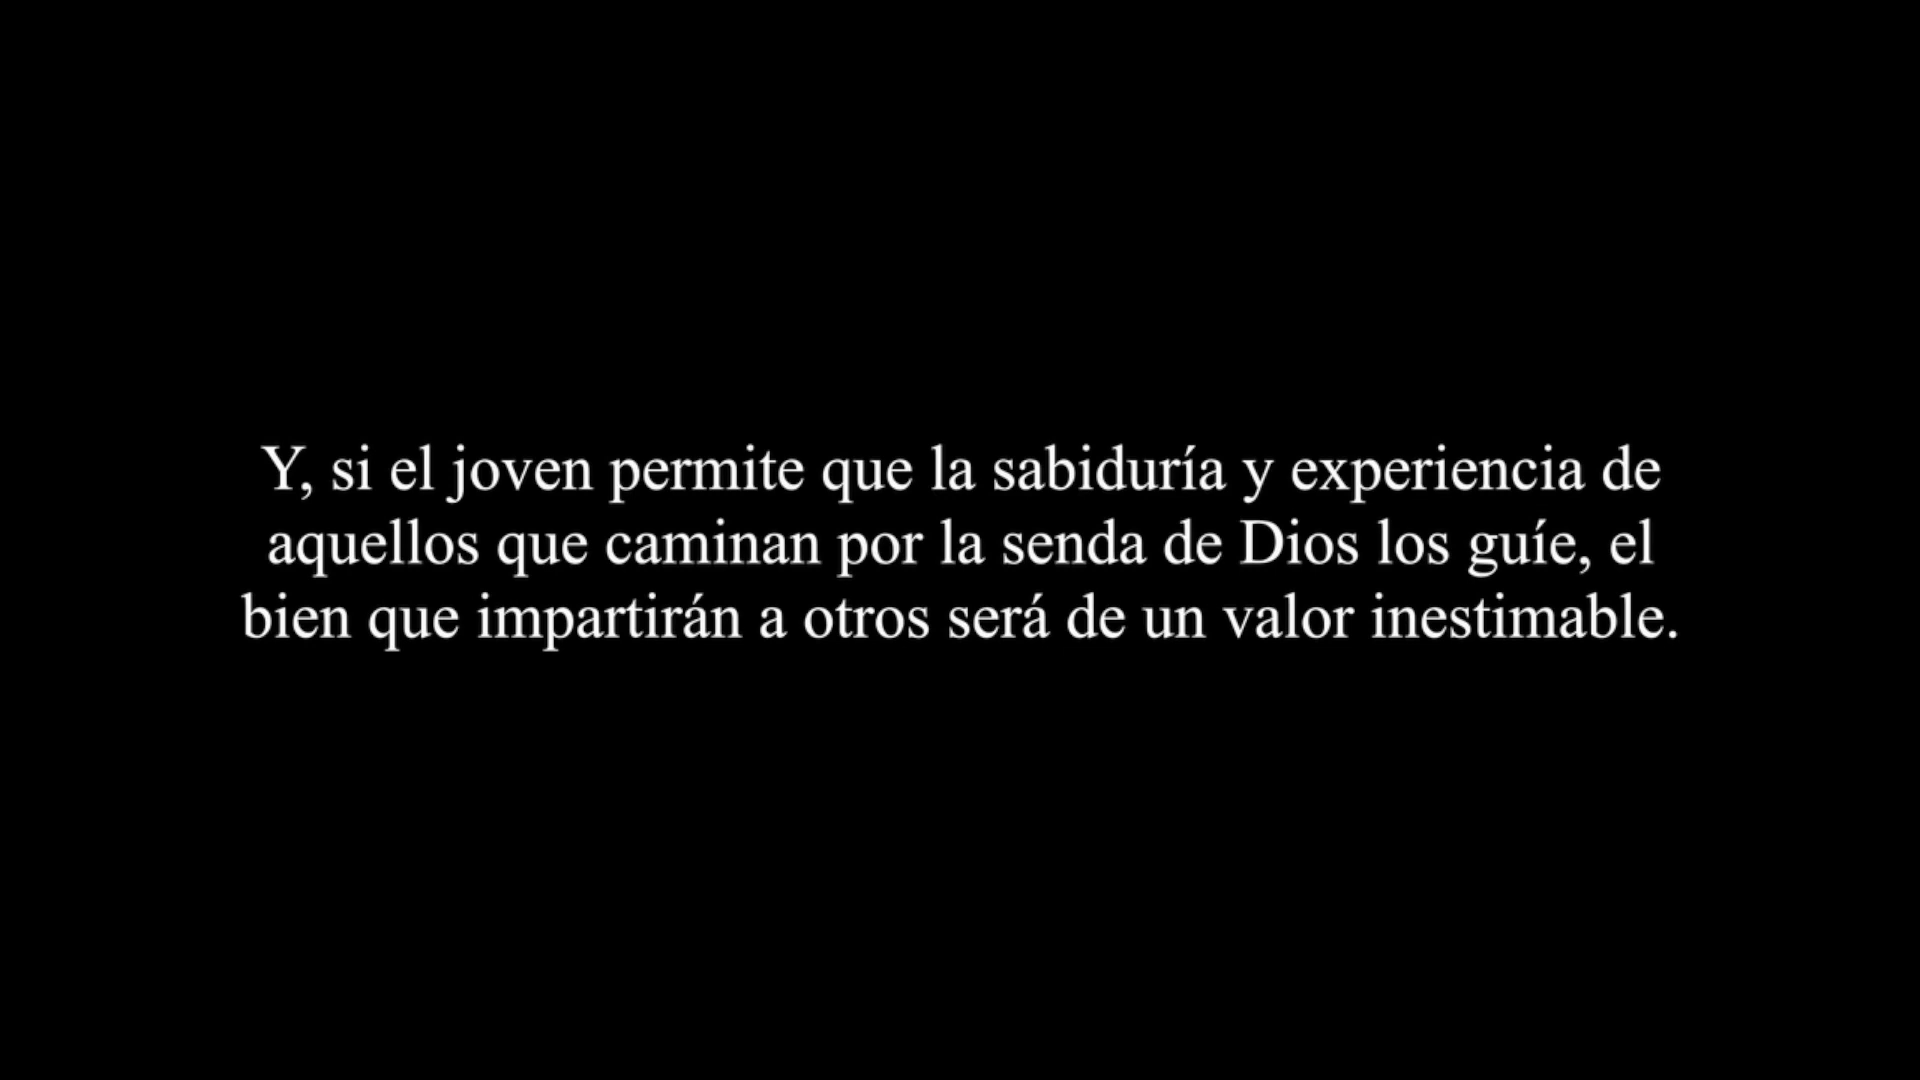 Y, si el joven permite que la sabiduría y experiencia de
aquellos que caminan por la senda de Dios los guíe, el
bien que impartirán a otros será de un valor inestimable.